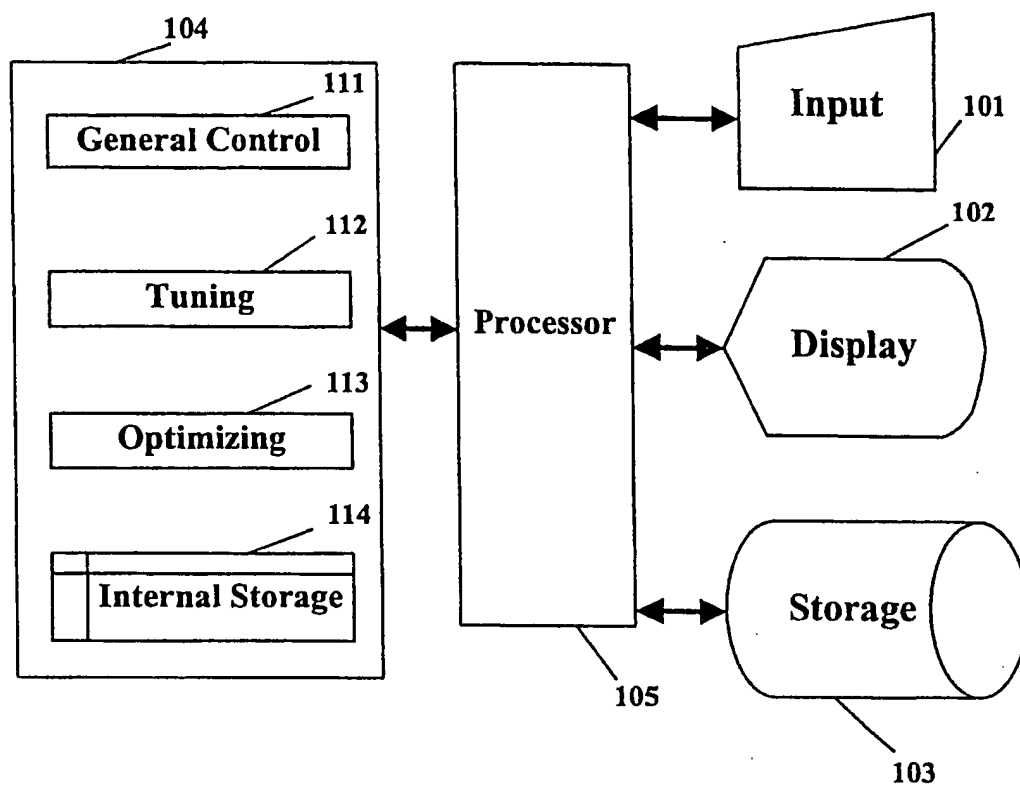 104
111
General Control
112
Tuning
113
Optimizing
114
Internal Storage
Processor
105
Input
101
102
Display
Storage
103